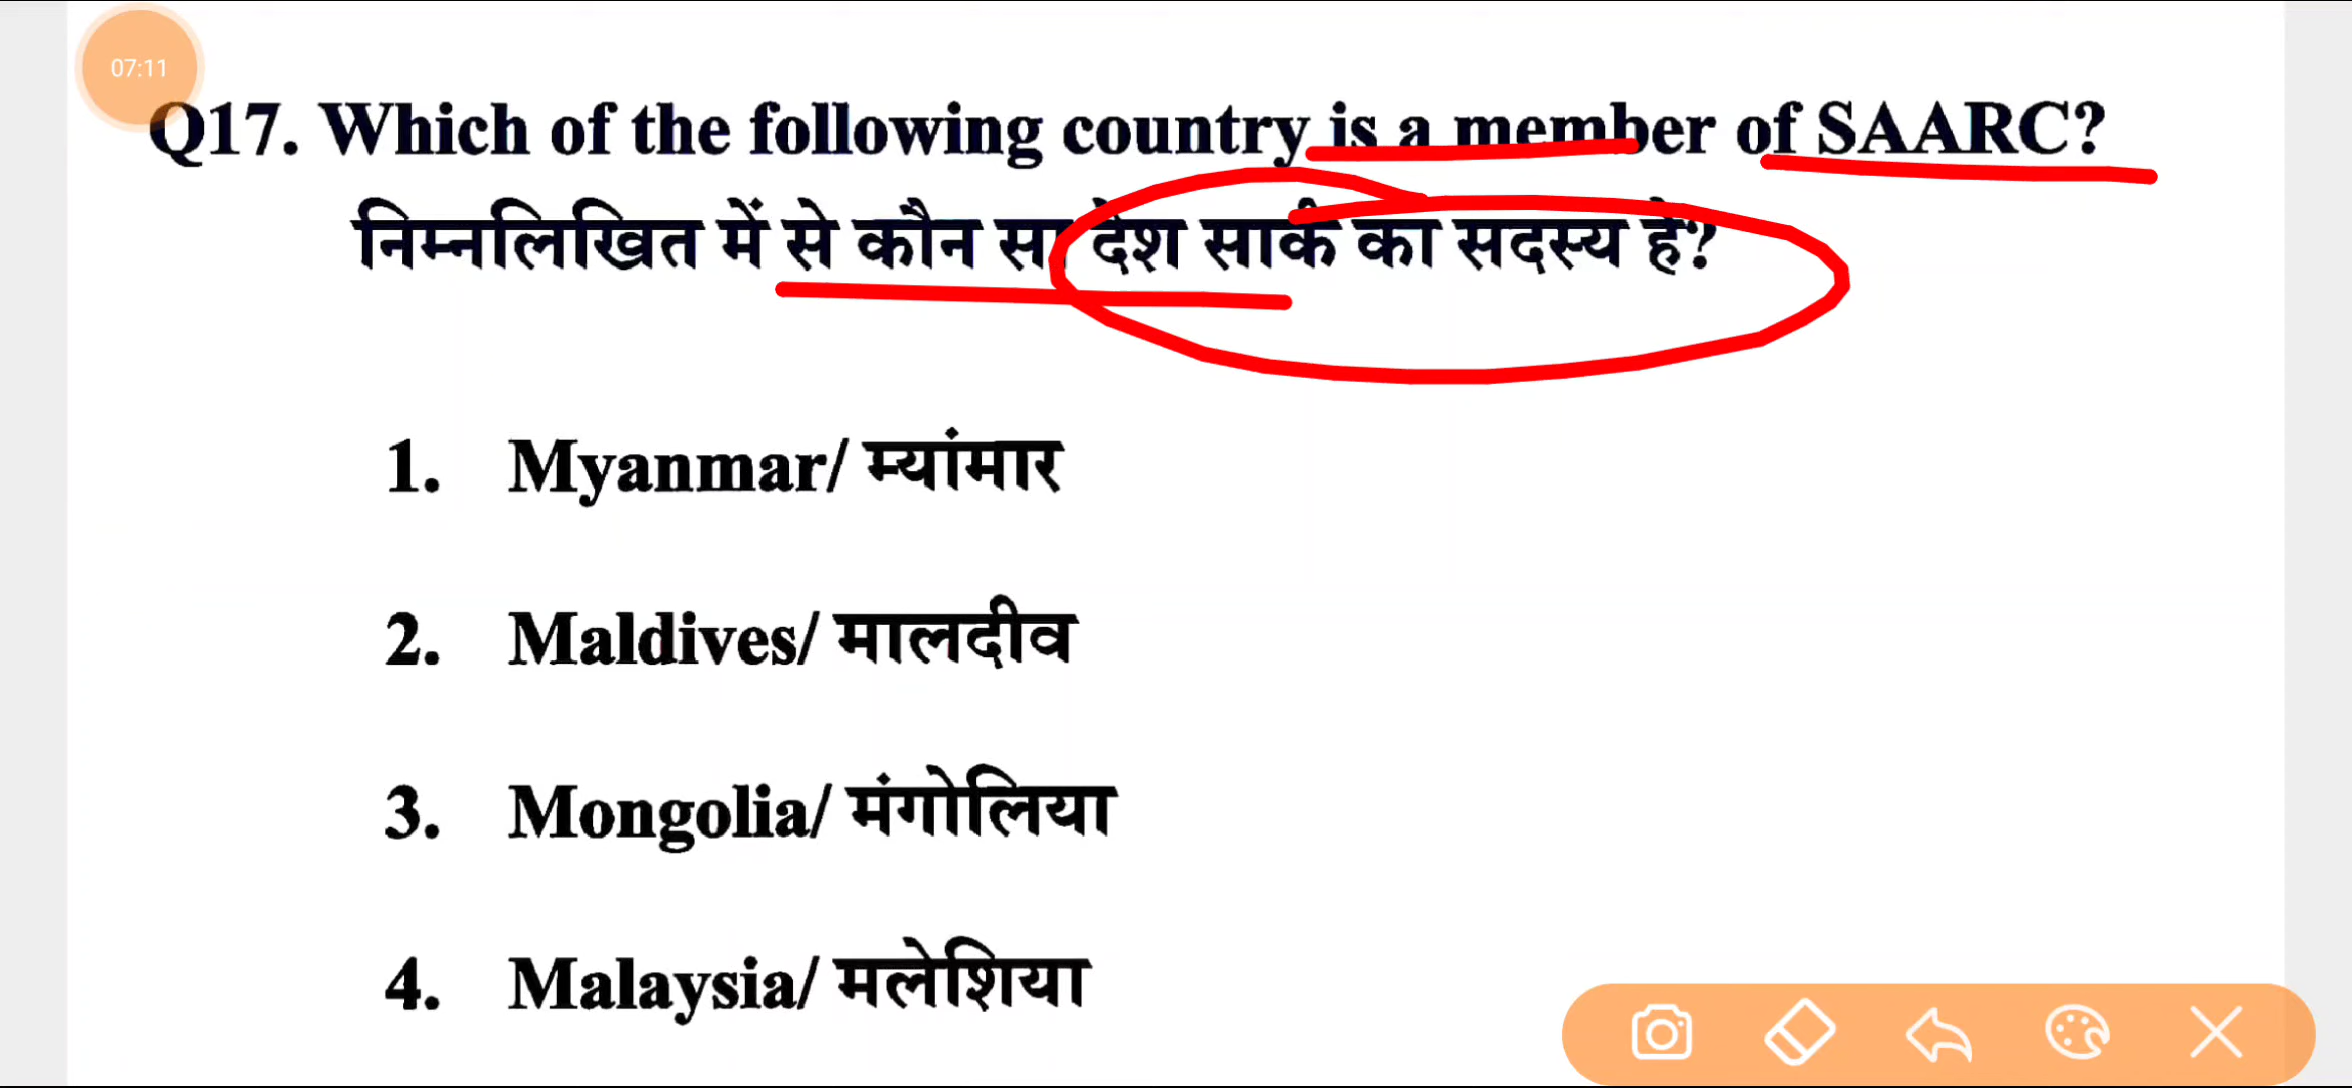 07:11
Q17. Which of the following country is a member of SAARC?
निम्नलिखित में से कौन सा देश सार्क का सदस्य है?
1. Myanmar/ म्यांमार
2. Maldives/ मालदीव
3. Mongolia/ मंगोलिया
4. Malaysia/ मलेशिया